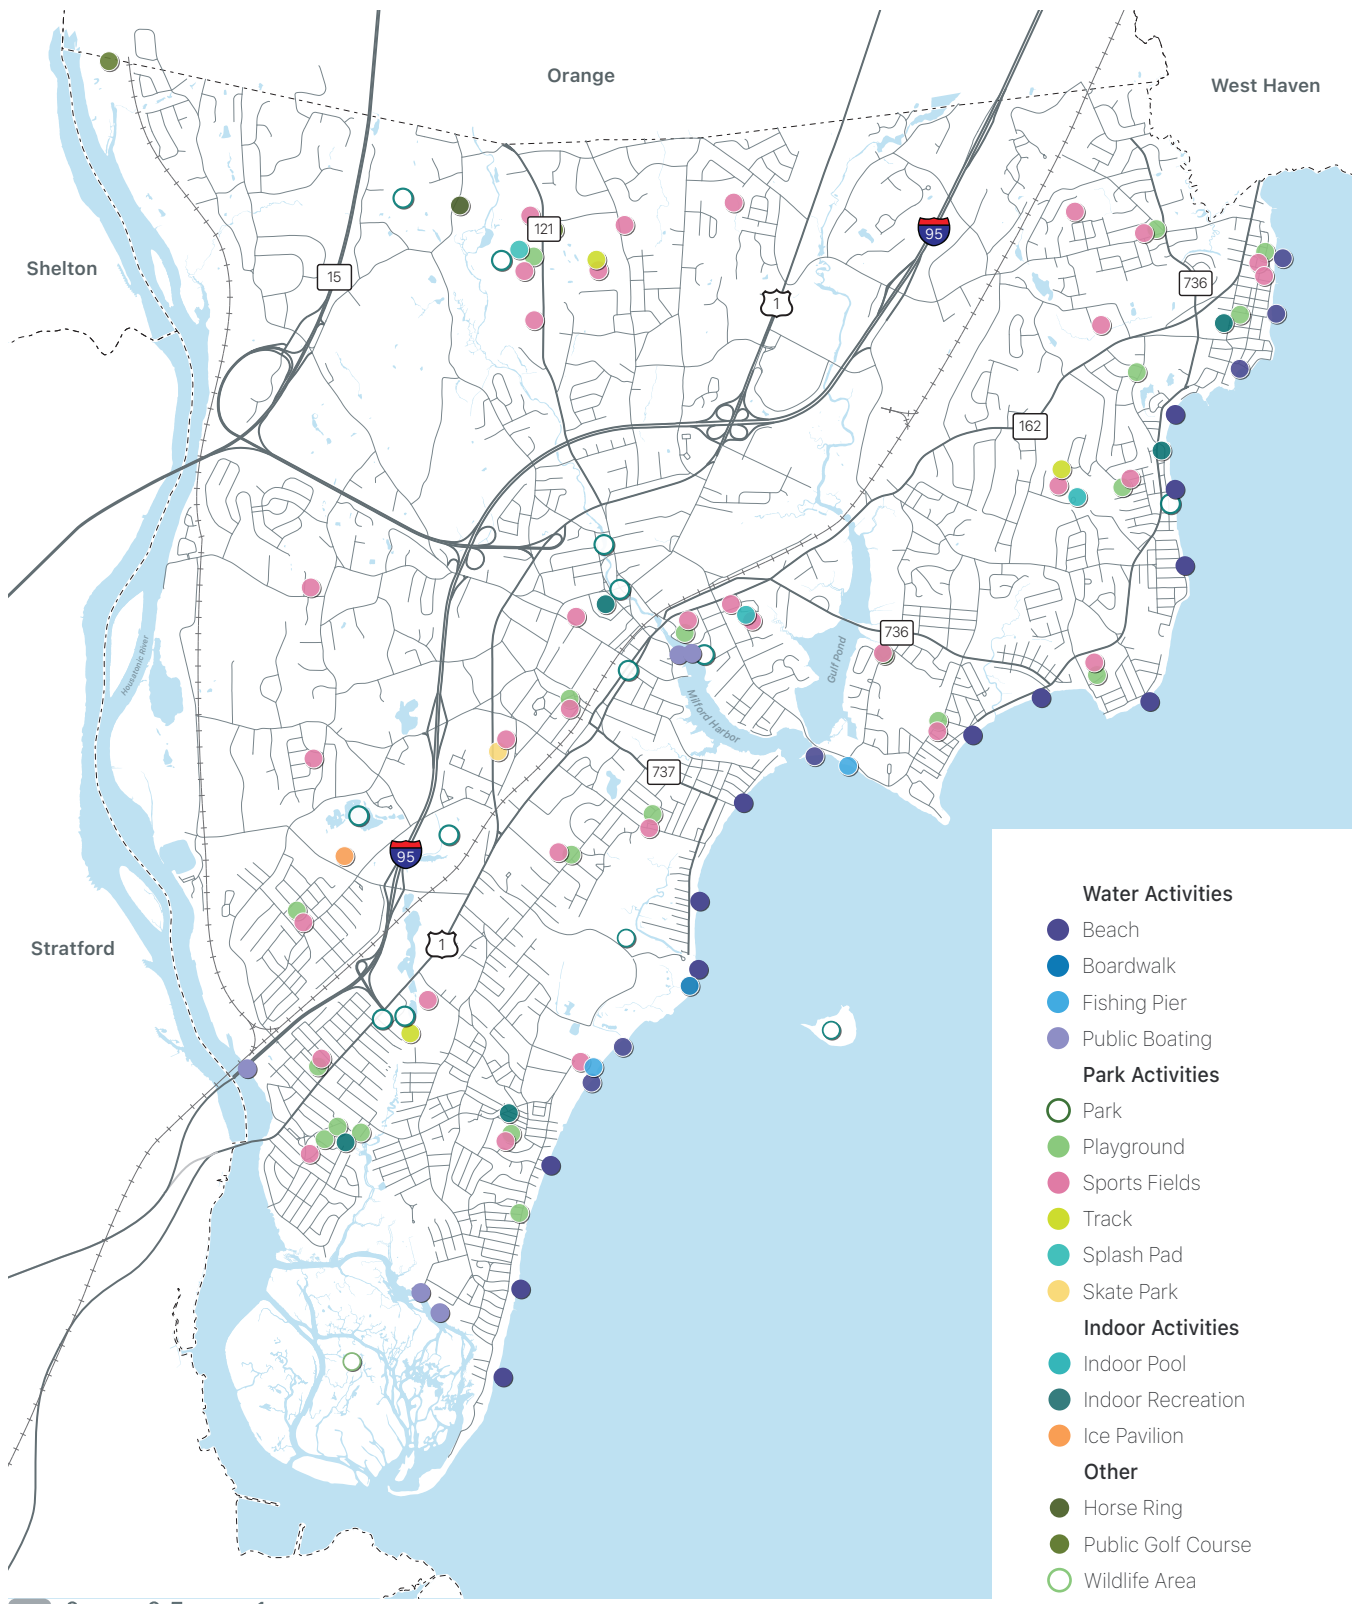 Orange
West Haven
Shelton
121
95
15
736
1
162
Housatonic River
736
Gulf Pond
Milford Harbor
737
95
Stratford
1
Water Activities
Beach
Boardwalk
Fishing Pier
Public Boating
Park Activities
Park
Playground
Sports Fields
Track
Splash Pad
Skate Park
Indoor Activities
Indoor Pool
Indoor Recreation
Ice Pavilion
Other
Horse Ring
Public Golf Course
Wildlife Area